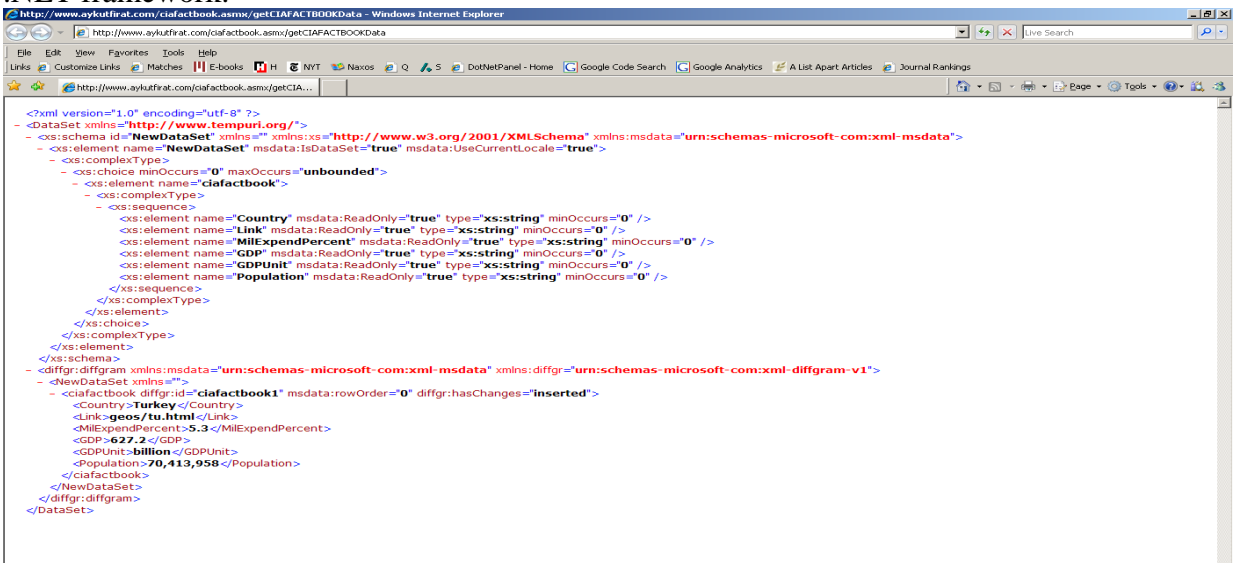 .NET framework.
http://www.aykutfirat.com/ciafactbook.asmx/getCIAFACTBOOKData - Windows Internet Explorer
http://www.aykutfirat.com/ciafactbook.asmx/getCIAFACTBOOKData Live Search
File Edit View Favorites Tools Help
Links Customize Links Matches E-books H NYT Naxos Q S DotNetPanel - Home Google Code Search Google Analytics A List Apart Articles Journal Rankings
http://www.aykutfirat.com/ciafactbook.asmx/getCIA... Page Tools
<?xml version="1.0" encoding="utf-8" ?>
- <DataSet xmlns="http://www.tempuri.org/">
- <xs:schema id="NewDataSet" xmlns="" xmlns:xs="http://www.w3.org/2001/XMLSchema" xmlns:msdata="urn:schemas-microsoft-com:xml-msdata">
- <xs:element name="NewDataSet" msdata:IsDataSet="true" msdata:UseCurrentLocale="true">
- <xs:complexType>
- <xs:choice minOccurs="0" maxOccurs="unbounded">
- <xs:element name="ciafactbook">
- <xs:complexType>
- <xs:sequence>
<xs:element name="Country" msdata:ReadOnly="true" type="xs:string" minOccurs="0" />
<xs:element name="Link" msdata:ReadOnly="true" type="xs:string" minOccurs="0" />
<xs:element name="MilExpendPercent" msdata:ReadOnly="true" type="xs:string" minOccurs="0" />
<xs:element name="GDP" msdata:ReadOnly="true" type="xs:string" minOccurs="0" />
<xs:element name="GDPUnit" msdata:ReadOnly="true" type="xs:string" minOccurs="0" />
<xs:element name="Population" msdata:ReadOnly="true" type="xs:string" minOccurs="0" />
</xs:sequence>
</xs:complexType>
</xs:element>
</xs:choice>
</xs:complexType>
</xs:element>
</xs:schema>
- <diffgr:diffgram xmlns:msdata="urn:schemas-microsoft-com:xml-msdata" xmlns:diffgr="urn:schemas-microsoft-com:xml-diffgram-v1">
- <NewDataSet xmlns="">
- <ciafactbook diffgr:id="ciafactbook1" msdata:rowOrder="0" diffgr:hasChanges="inserted">
<Country>Turkey</Country>
<Link>geos/tu.html</Link>
<MilExpendPercent>5.3</MilExpendPercent>
<GDP>627.2</GDP>
<GDPUnit>billion</GDPUnit>
<Population>70,413,958</Population>
</ciafactbook>
</NewDataSet>
</diffgr:diffgram>
</DataSet>